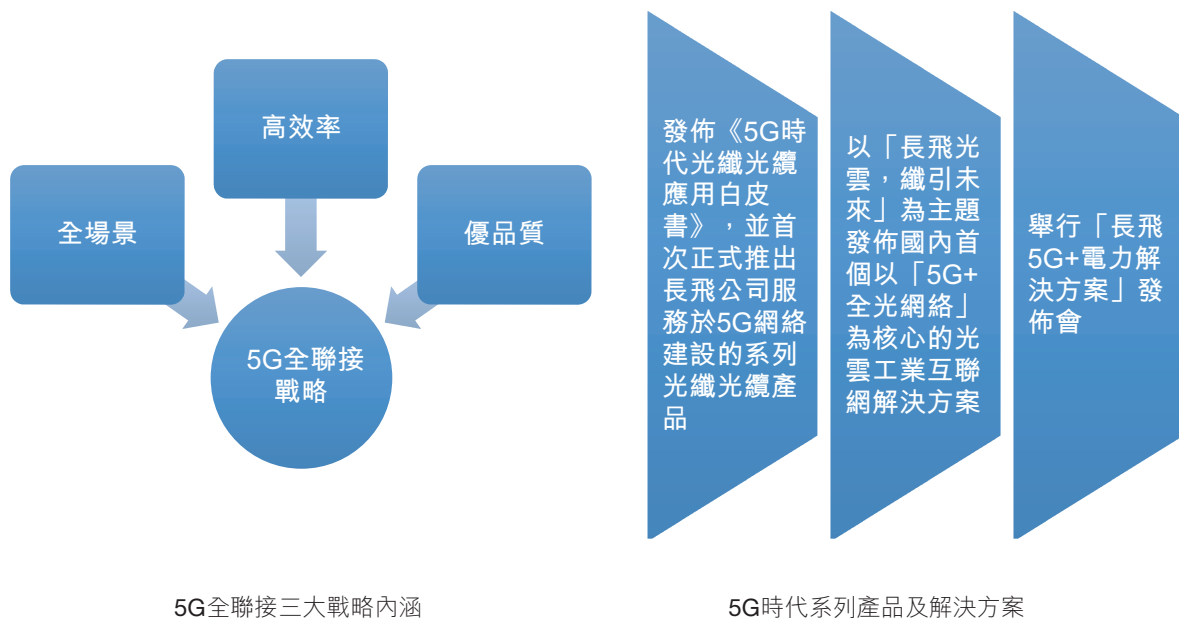 高效率
全場景
優品質
5G全聯接
戰略
5G全聯接三大戰略內涵
發佈《5G時
代光纖光纜
應用白皮
書》，並首
次正式推出
長飛公司服
務於5G網絡
建設的系列
光纖光纜產
品
以「長飛光
雲，纖引未
來」為主題
發佈國內首
個以「5G+
全光網絡」
為核心的光
雲工業互聯
網解決方案
舉行「長飛
5G+電力解
決方案」發
佈會
5G時代系列產品及解決方案